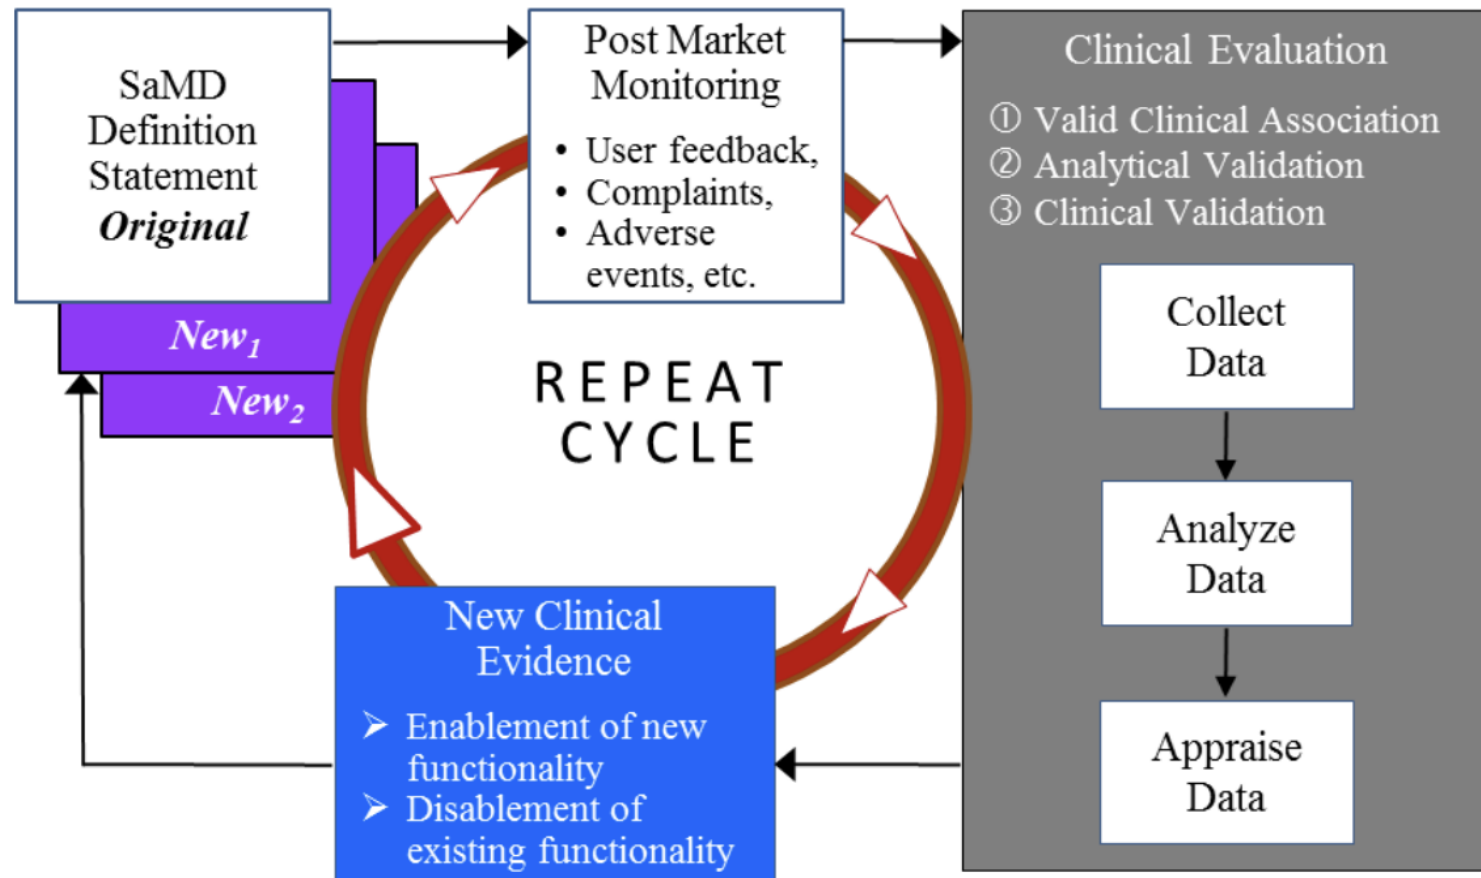 SaMD
Definition
Statement
Original
New1
New2
Post Market
Monitoring
• User feedback,
• Complaints,
• Adverse
events, etc.
Clinical Evaluation
① Valid Clinical Association
② Analytical Validation
③ Clinical Validation
Collect
Data
Analyze
Data
Appraise
Data
REPEAT
CYCLE
New Clinical
Evidence
➢ Enablement of new
functionality
➢ Disablement of
existing functionality